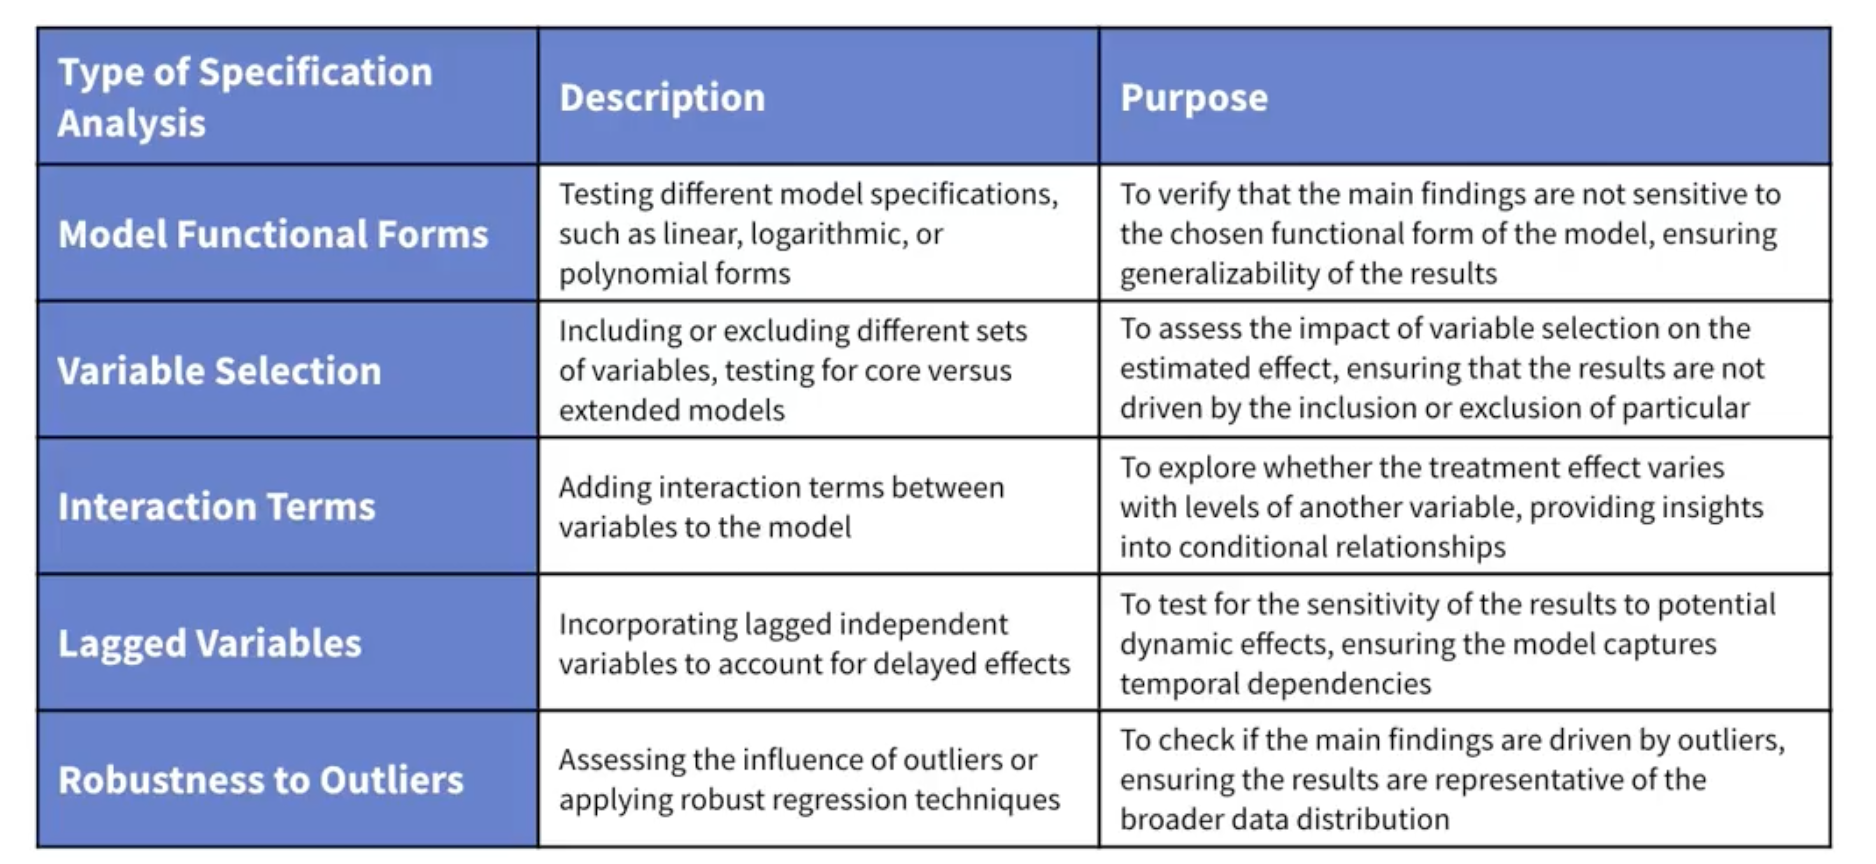 Type of Specification
Analysis
Description
Purpose
Model Functional Forms
Testing different model specifications,
such as linear, logarithmic, or
polynomial forms
To verify that the main findings are not sensitive to
the chosen functional form of the model, ensuring
generalizability of the results
Variable Selection
Including or excluding different sets
of variables, testing for core versus
extended models
To assess the impact of variable selection on the
estimated effect, ensuring that the results are not
driven by the inclusion or exclusion of particular
Interaction Terms
Adding interaction terms between
variables to the model
To explore whether the treatment effect varies
with levels of another variable, providing insights
into conditional relationships
Lagged Variables
Incorporating lagged independent
variables to account for delayed effects
To test for the sensitivity of the results to potential
dynamic effects, ensuring the model captures
temporal dependencies
Robustness to Outliers
Assessing the influence of outliers or
applying robust regression techniques
To check if the main findings are driven by outliers,
ensuring the results are representative of the
broader data distribution